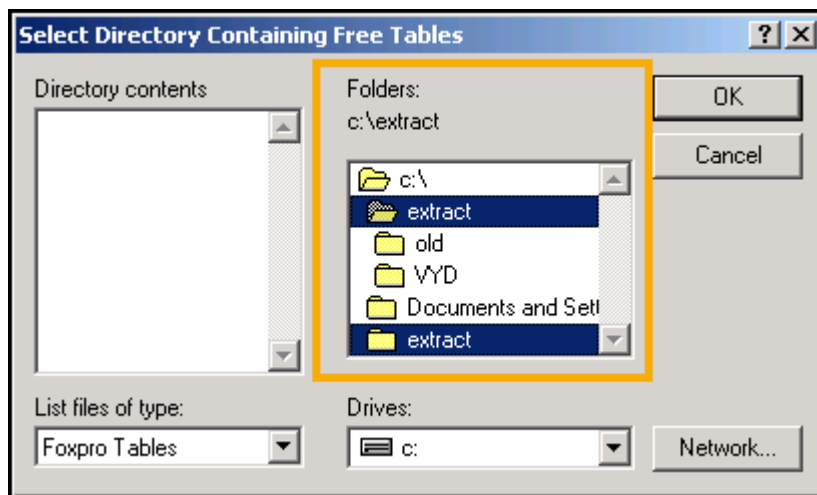 Select Directory Containing Free Tables
Directory contents
Folders:
c:\extract
OK
Cancel
c:\
extract
old
VYD
Documents and Sett
extract
List files of type:
Foxpro Tables
Drives:
c:
Network...